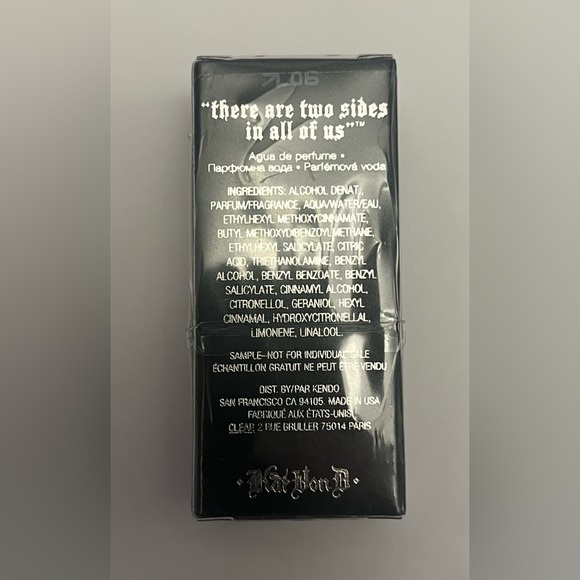 "there are two sides
in all of us"™
Agua de perfume •
Парфюмна вода • Parfémová voda
INGREDIENTS: ALCOHOL DENAT.,
PARFUM/FRAGRANCE, AQUA/WATER/EAU,
ETHYLHEXYL METHOXYCINNAMATE,
BUTYL METHOXYDIBENZOYLMETHANE,
ETHYLHEXYL SALICYLATE, CITRIC
ACID, TRIETHANOLAMINE, BENZYL
ALCOHOL, BENZYL BENZOATE, BENZYL
SALICYLATE, CINNAMYL ALCOHOL,
CITRONELLOL, GERANIOL, HEXYL
CINNAMAL, HYDROXYCITRONELLAL,
LIMONENE, LINALOOL.
SAMPLE–NOT FOR INDIVIDUAL SALE
ÉCHANTILLON GRATUIT NE PEUT ÊTRE VENDU
DIST. BY/PAR KENDO
SAN FRANCISCO CA 94105. MADE IN USA
FABRIQUÉ AUX ÉTATS-UNIS
CLEAR 2 RUE GRULLER 75014 PARIS
• Kat Von D •